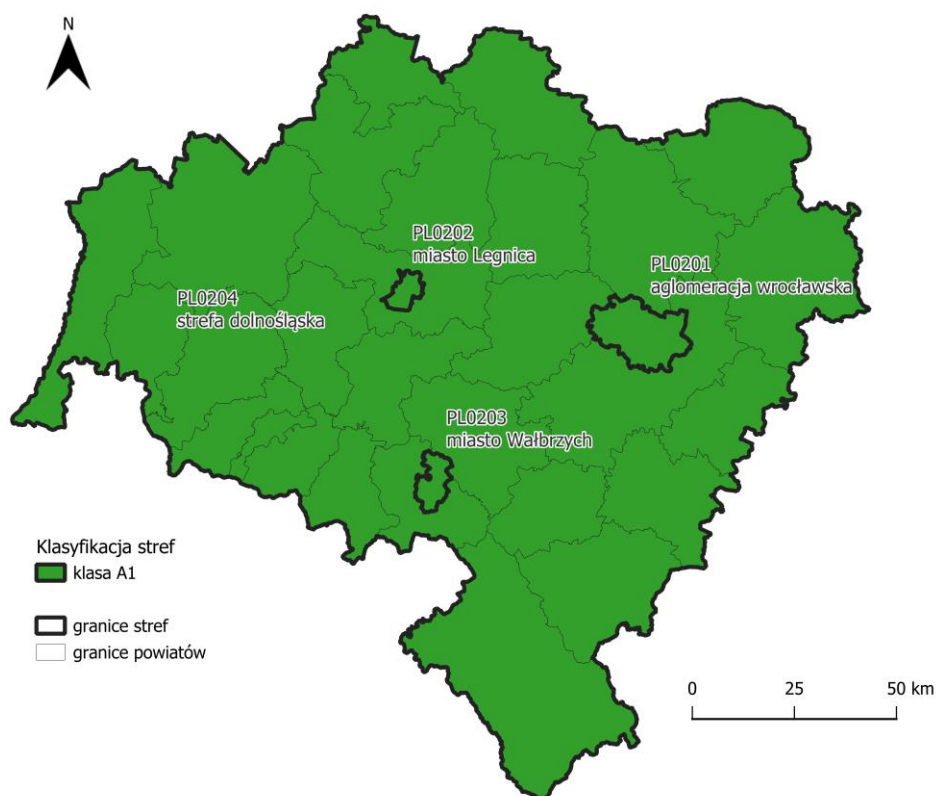 N
PL0202
miasto Legnica
PL0201
aglomeracja wrocławska
PL0204
strefa dolnośląska
PL0203
miasto Wałbrzych
Klasyfikacja stref
klasa A1
granice stref
granice powiatów
0 25 50 km